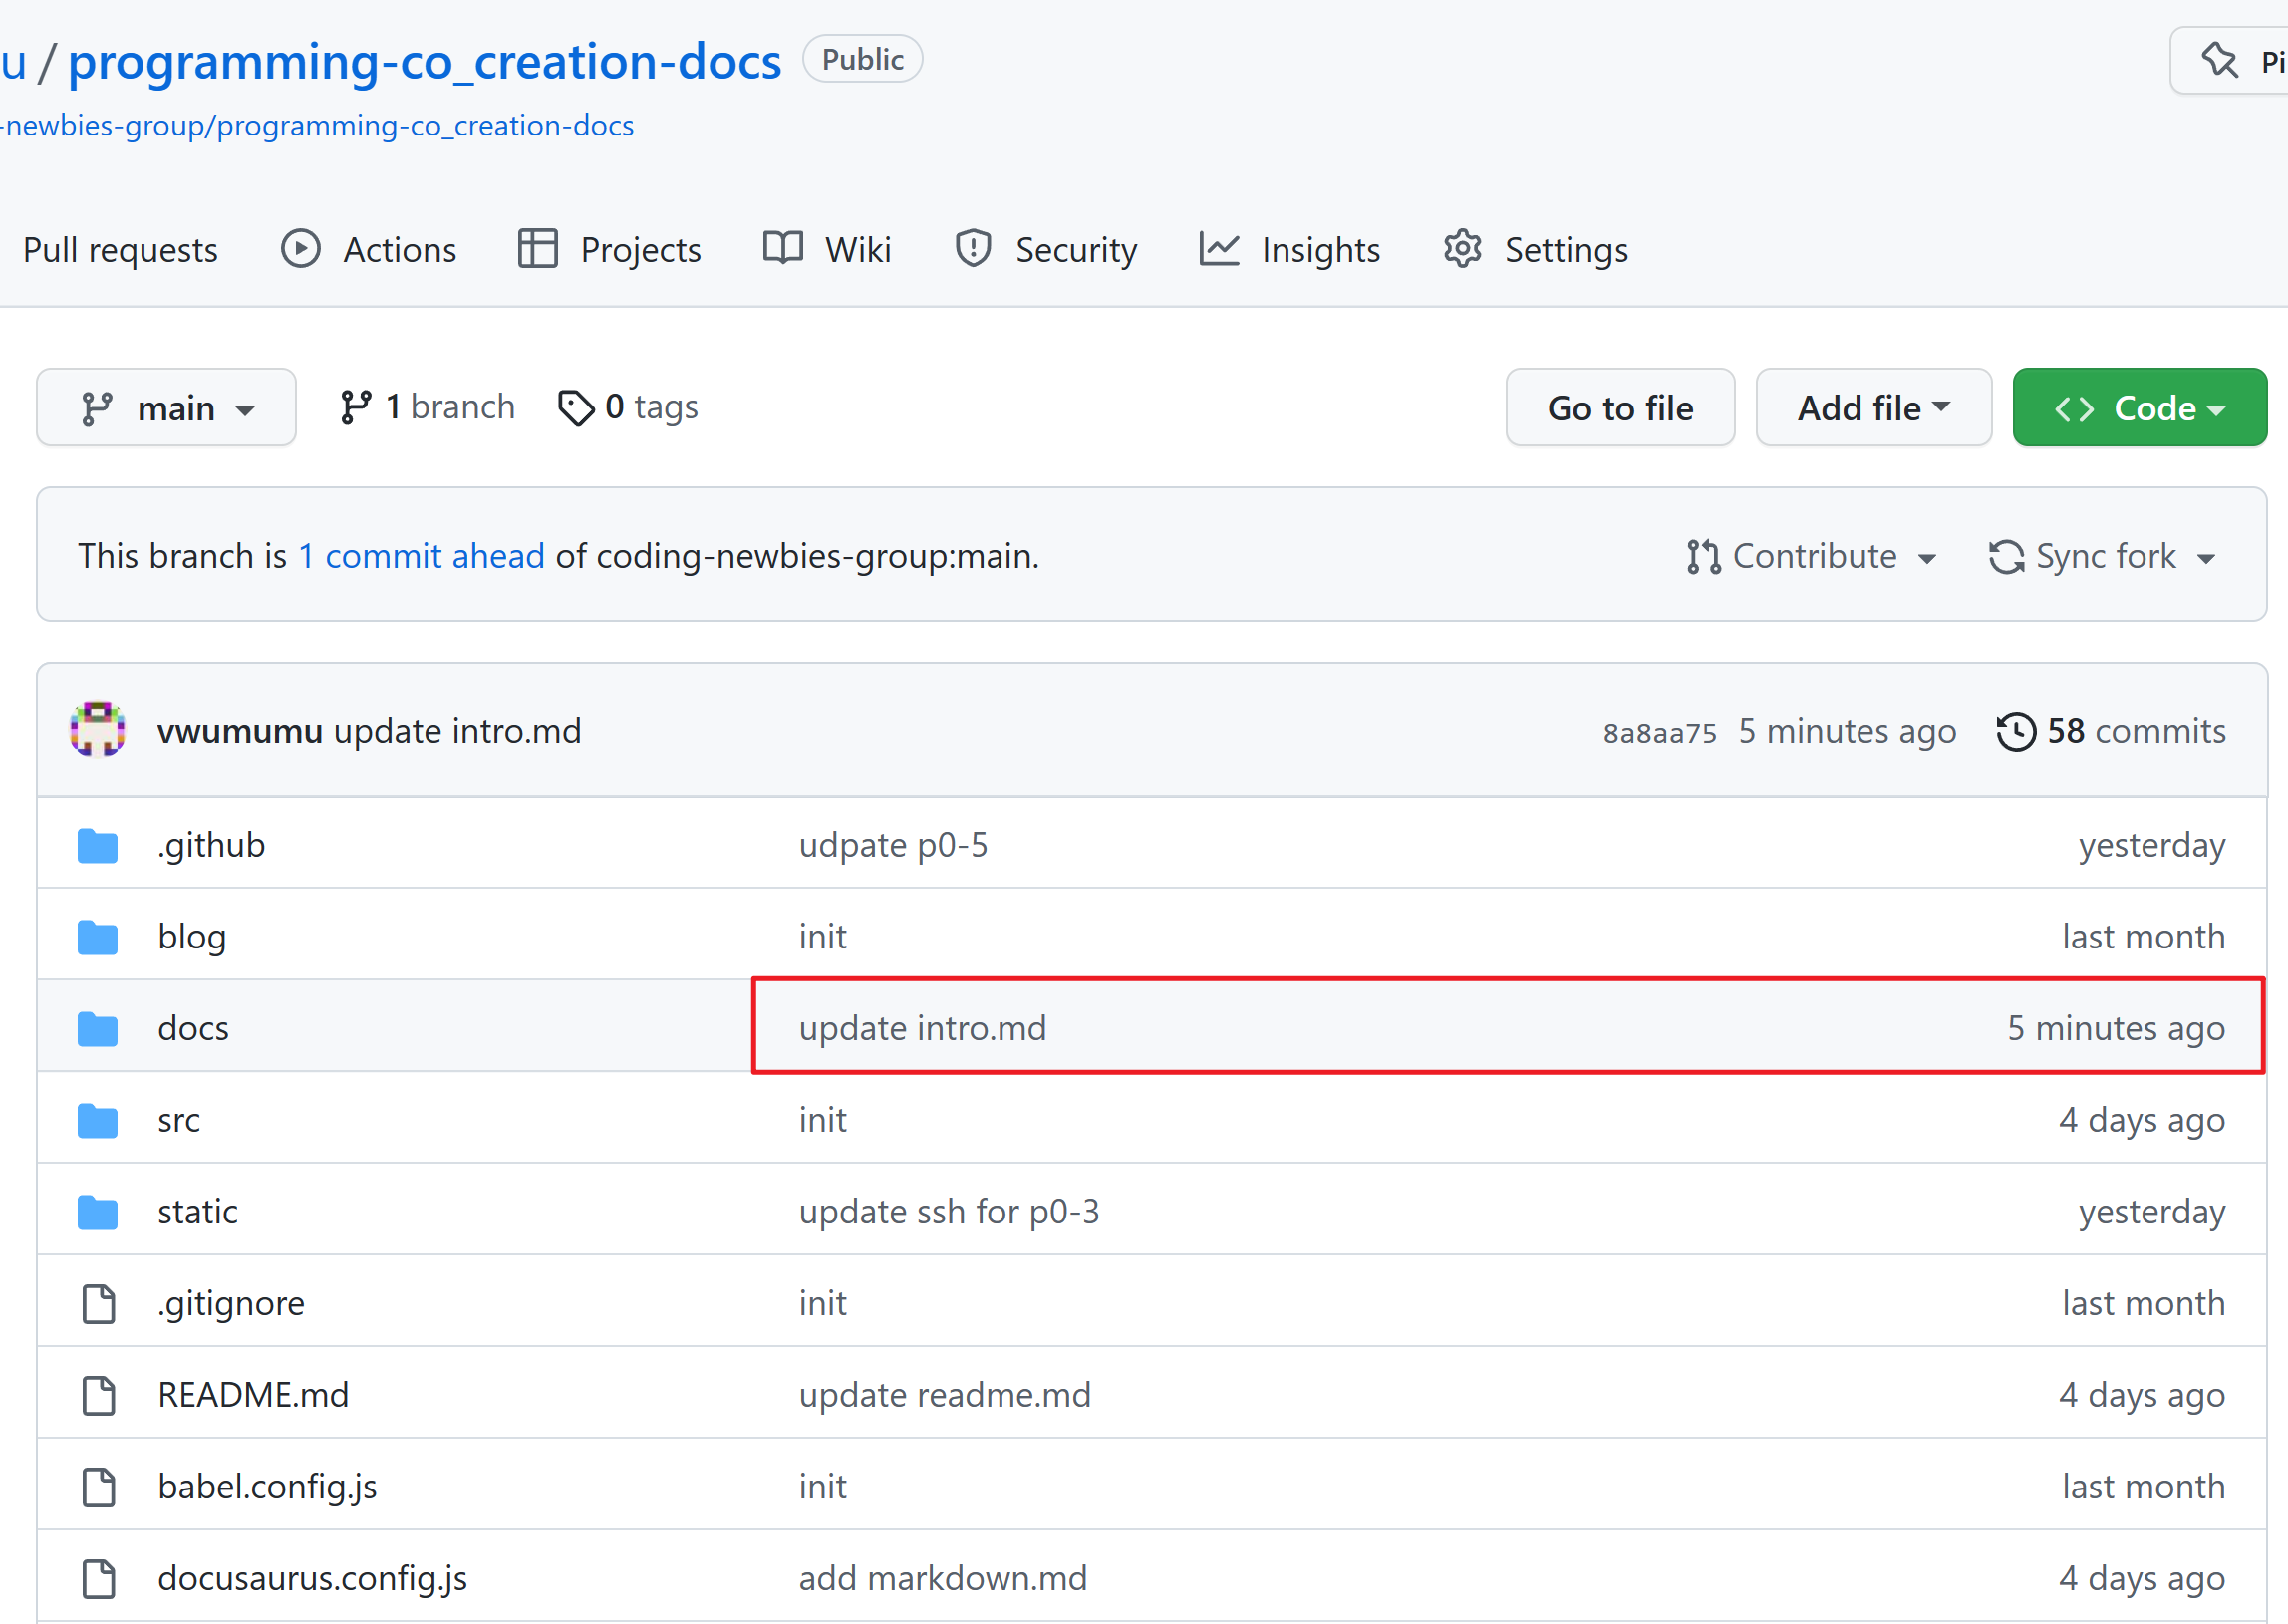 u / programming-co_creation-docs Public Pi
-newbies-group/programming-co_creation-docs
Pull requests Actions Projects Wiki Security Insights Settings
main 1 branch 0 tags Go to file Add file Code
This branch is 1 commit ahead of coding-newbies-group:main. Contribute Sync fork
vwumumu update intro.md 8a8aa75 5 minutes ago 58 commits
.github udpate p0-5 yesterday
blog init last month
docs update intro.md 5 minutes ago
src init 4 days ago
static update ssh for p0-3 yesterday
.gitignore init last month
README.md update readme.md 4 days ago
babel.config.js init last month
docusaurus.config.js add markdown.md 4 days ago